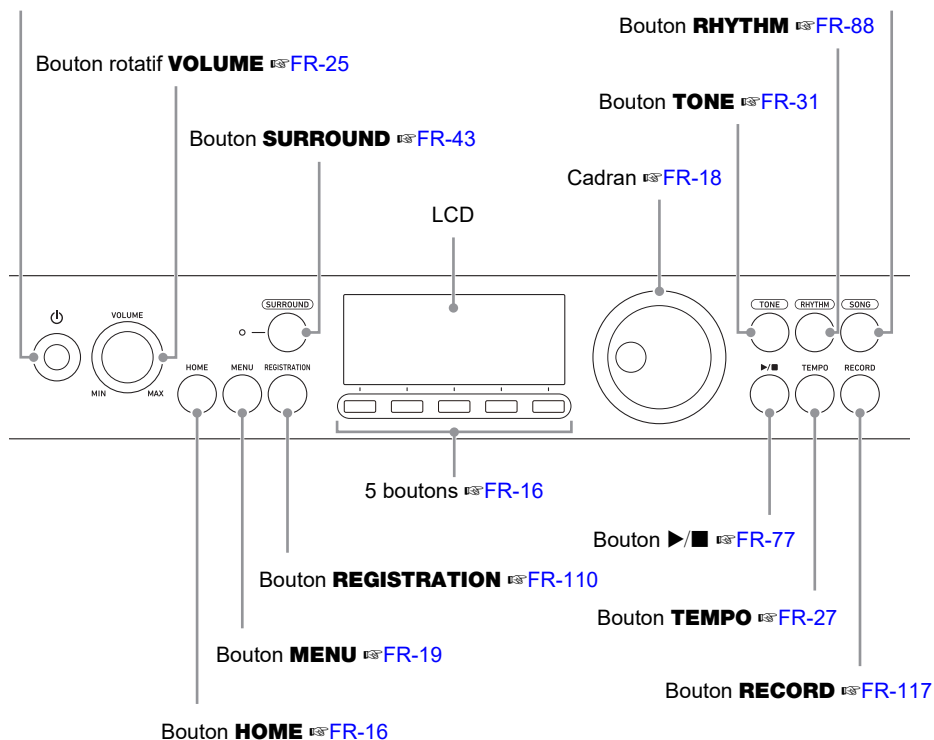 Bouton RHYTHM ☞FR-88
Bouton rotatif VOLUME ☞FR-25
Bouton TONE ☞FR-31
Bouton SURROUND ☞FR-43
Cadran ☞FR-18
LCD
SURROUND
TONE RHYTHM SONG
VOLUME
HOME MENU REGISTRATION
▶/■ TEMPO RECORD
MIN MAX
5 boutons ☞FR-16
Bouton ▶/■ ☞FR-77
Bouton REGISTRATION ☞FR-110
Bouton TEMPO ☞FR-27
Bouton MENU ☞FR-19
Bouton RECORD ☞FR-117
Bouton HOME ☞FR-16